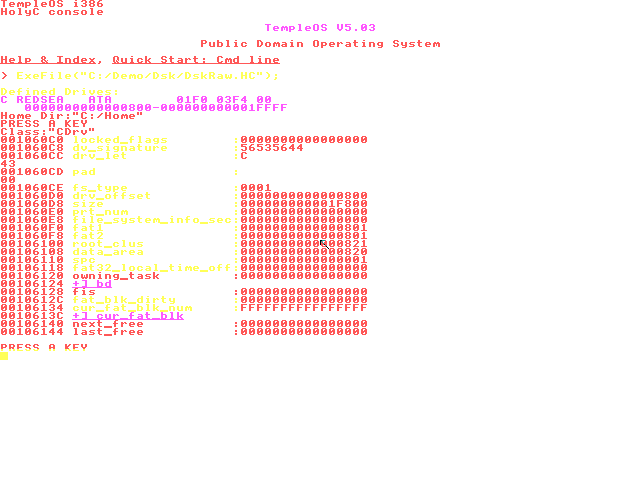 TempleOS i386
HolyC console
TempleOS V5.03
Public Domain Operating System
Help & Index, Quick Start: Cmd line
> ExeFile("C:/Demo/Dsk/DskRaw.HC");
Defined Drives:
C REDSEA   ATA        01F0 03F4 00
0000000000000800-000000000001FFFF
Home Dir:"C:/Home"
PRESS A KEY
Class:"CDrv"
001060C0 locked_flags        :0000000000000000
001060C8 dv_signature        :56535644
001060CC drv_let             :C
43
001060CD pad                 :
00
001060CE fs_type             :0001
001060D0 drv_offset          :0000000000000800
001060D8 size                :000000000001F800
001060E0 prt_num             :0000000000000000
001060E8 file_system_info_sec:0000000000000000
001060F0 fat1                :0000000000000801
001060F8 fat2                :0000000000000801
00106100 root_clus           :0000000000000821
00106108 data_area           :0000000000000820
00106110 spc                 :0000000000000001
00106118 fat32_local_time_off:0000000000000000
00106120 owning_task         :0000000000000000
00106124 +] bd
00106128 fis                 :0000000000000000
0010612C fat_blk_dirty       :0000000000000000
00106134 cur_fat_blk_num     :FFFFFFFFFFFFFFFF
0010613C +] cur_fat_blk
00106140 next_free           :0000000000000000
00106144 last_free           :0000000000000000
PRESS A KEY